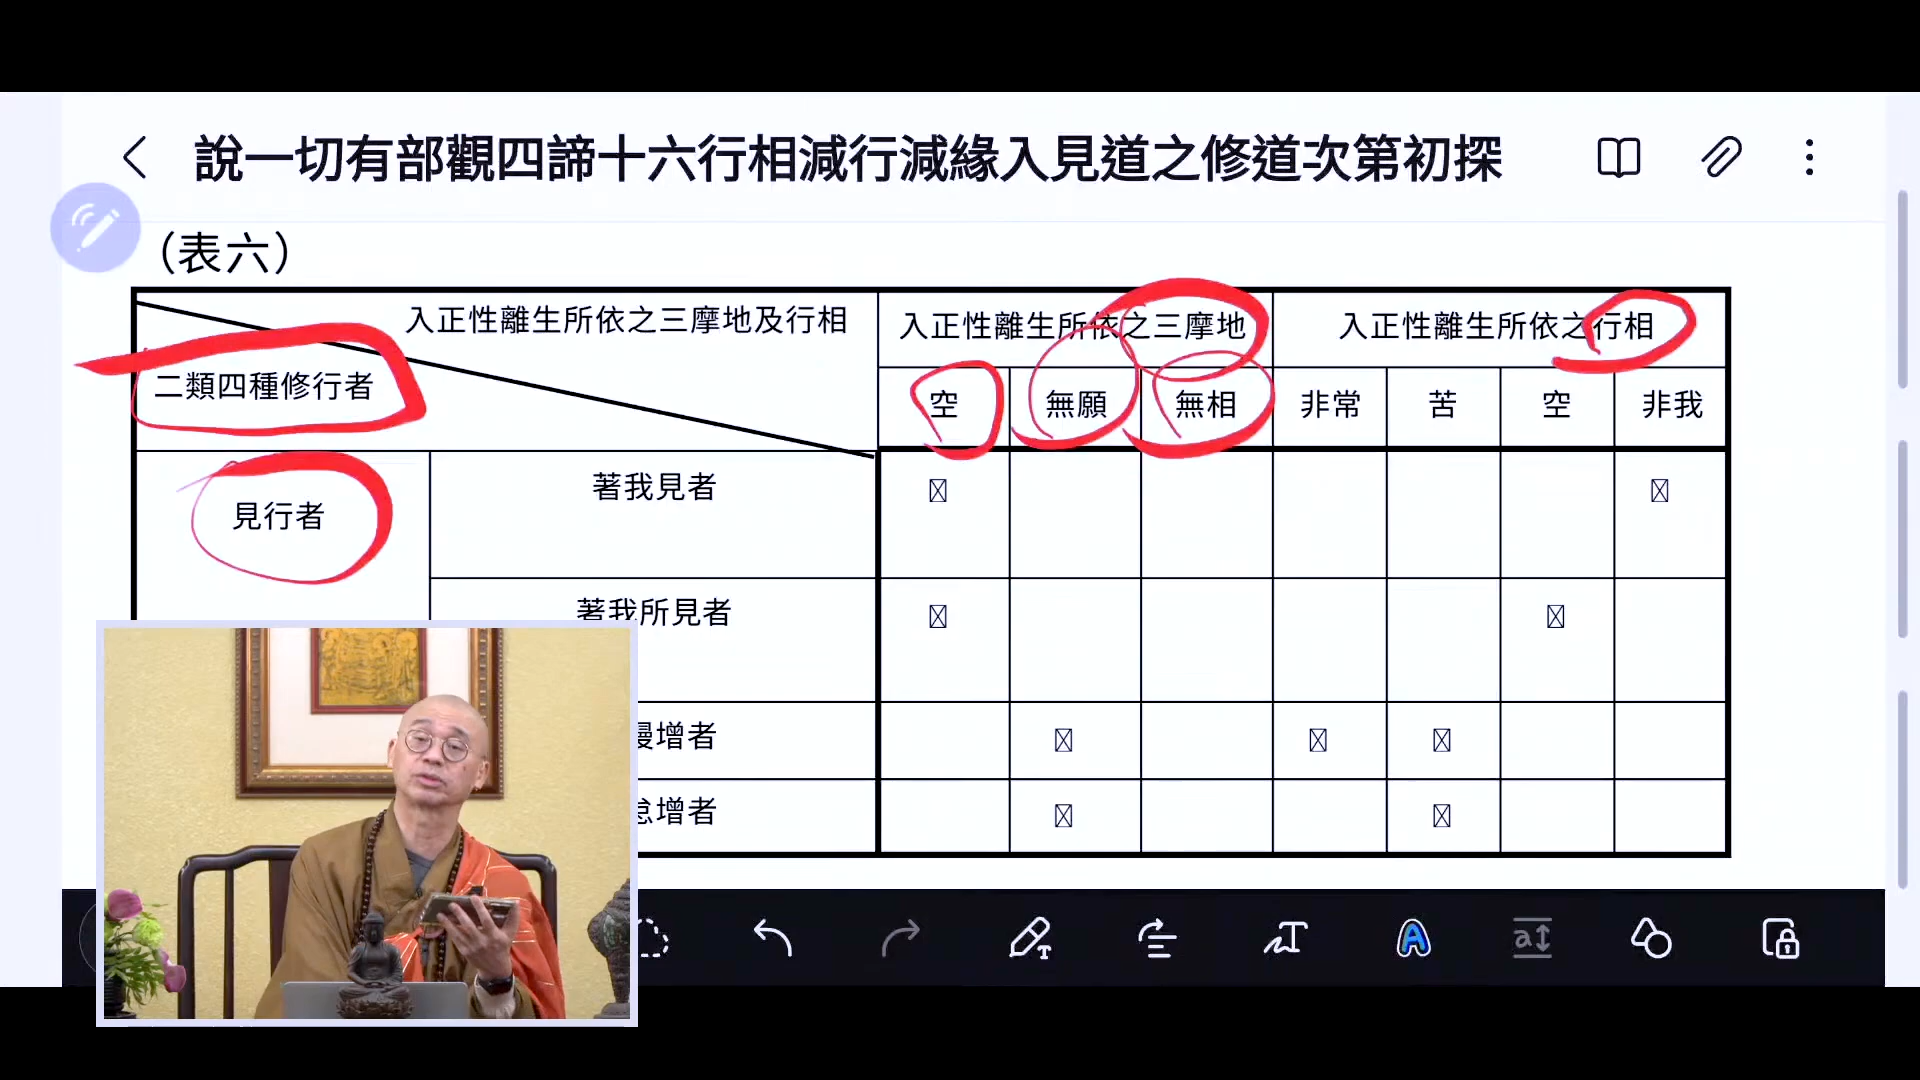 說一切有部觀四諦十六行相減行減緣入見道之修道次第初探
（表六）
入正性離生所依之三摩地及行相
二類四種修行者
入正性離生所依之三摩地
入正性離生所依之行相
空
無願
無相
非常
苦
空
非我
見行者
著我見者
著我所見者
慢增者
怠增者